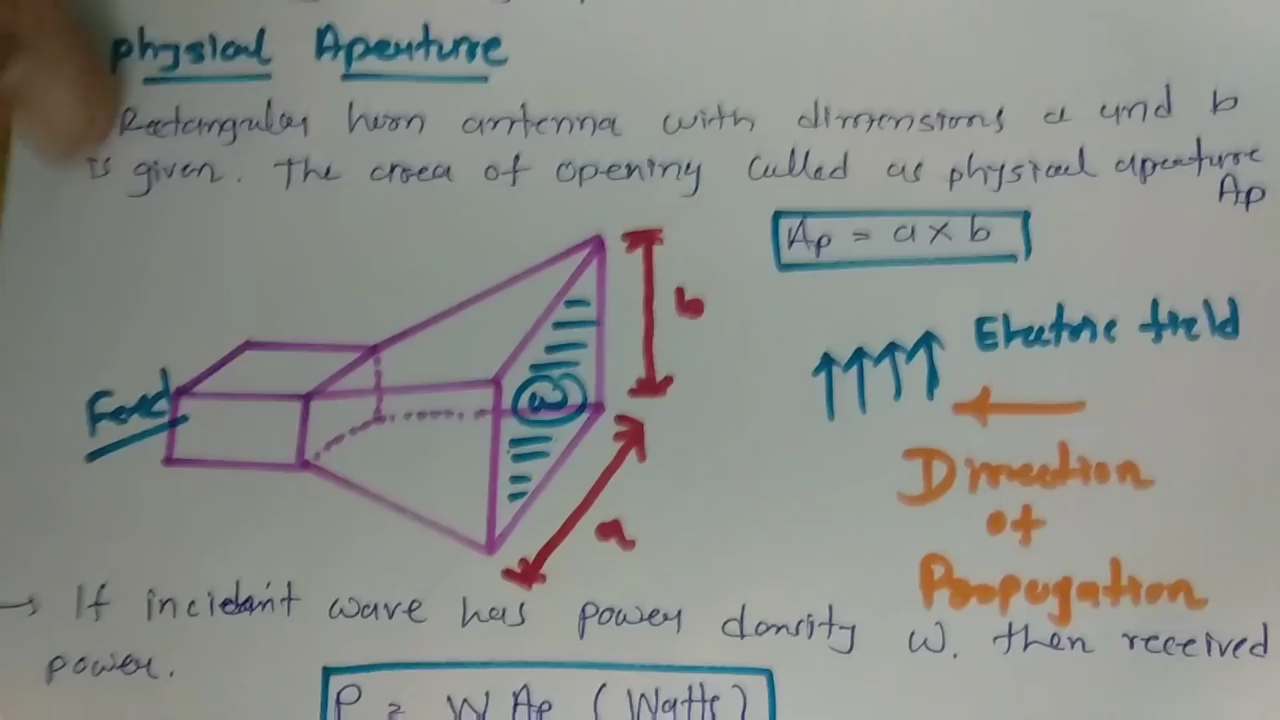 Physical Aperture
Rectangular horn antenna with dimensions a and b
is given. The area of opening called as physical aperture
Ap
Ap = a x b
b
Electric field
Feed
ω
Direction
of
Propagation
a
→ If incident wave has power density ω. then received
power.
P = W Ap (Watts)